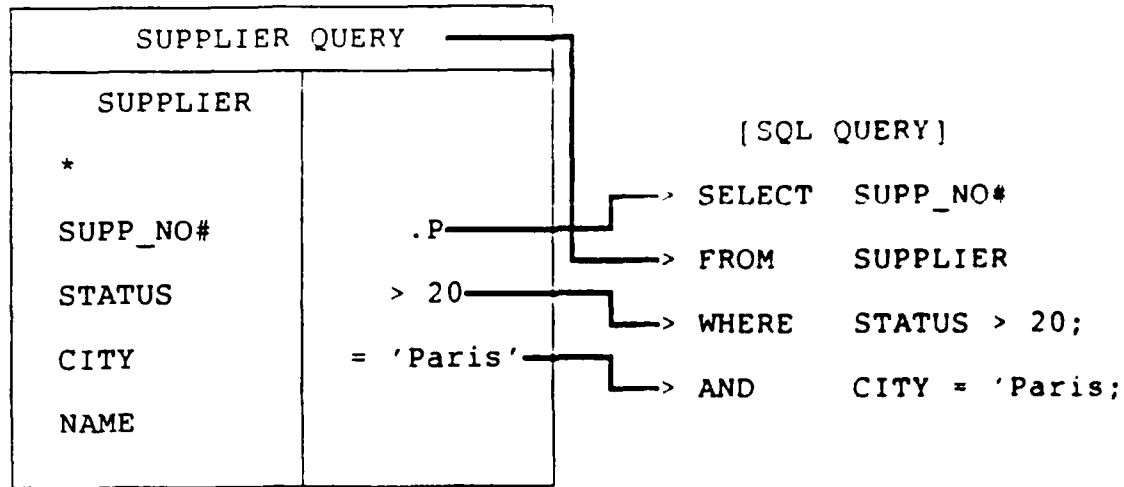 SUPPLIER QUERY
SUPPLIER
*
SUPP_NO# .P
STATUS > 20
CITY = 'Paris'
NAME
[SQL QUERY]
> SELECT SUPP_NO#
> FROM SUPPLIER
> WHERE STATUS > 20;
> AND CITY = 'Paris;